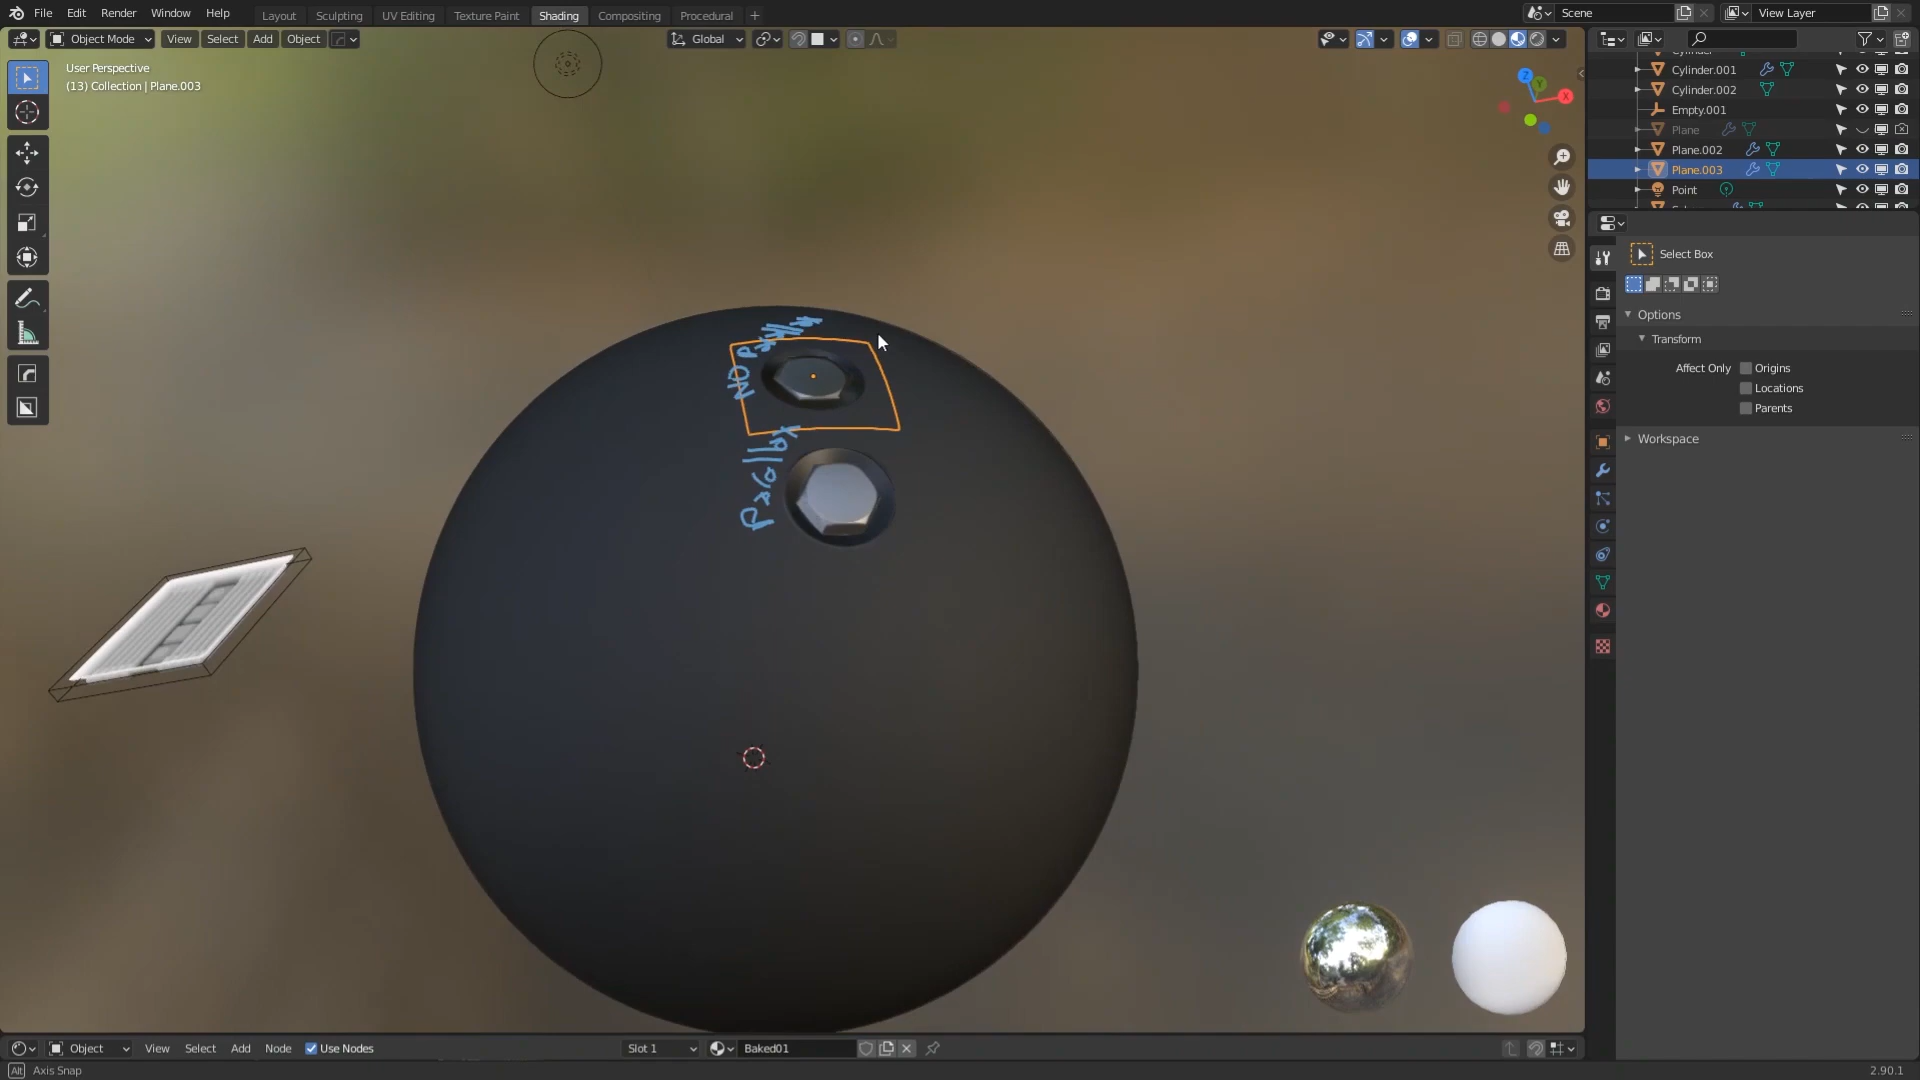 File Edit Render Window Help Layout Sculpting UV Editing Texture Paint Shading Compositing Procedural + Scene View Layer
Object Mode View Select Add Object Global
User Perspective
(13) Collection | Plane.003
Z Y X
Cylinder.001
Cylinder.002
Empty.001
Plane
Plane.002
Plane.003
Point
Select Box
Options
Transform
Affect Only Origins
Locations
Parents
Workspace
NO
Object View Select Add Node Use Nodes Slot 1 Baked01
Alt Axis Snap 2.90.1